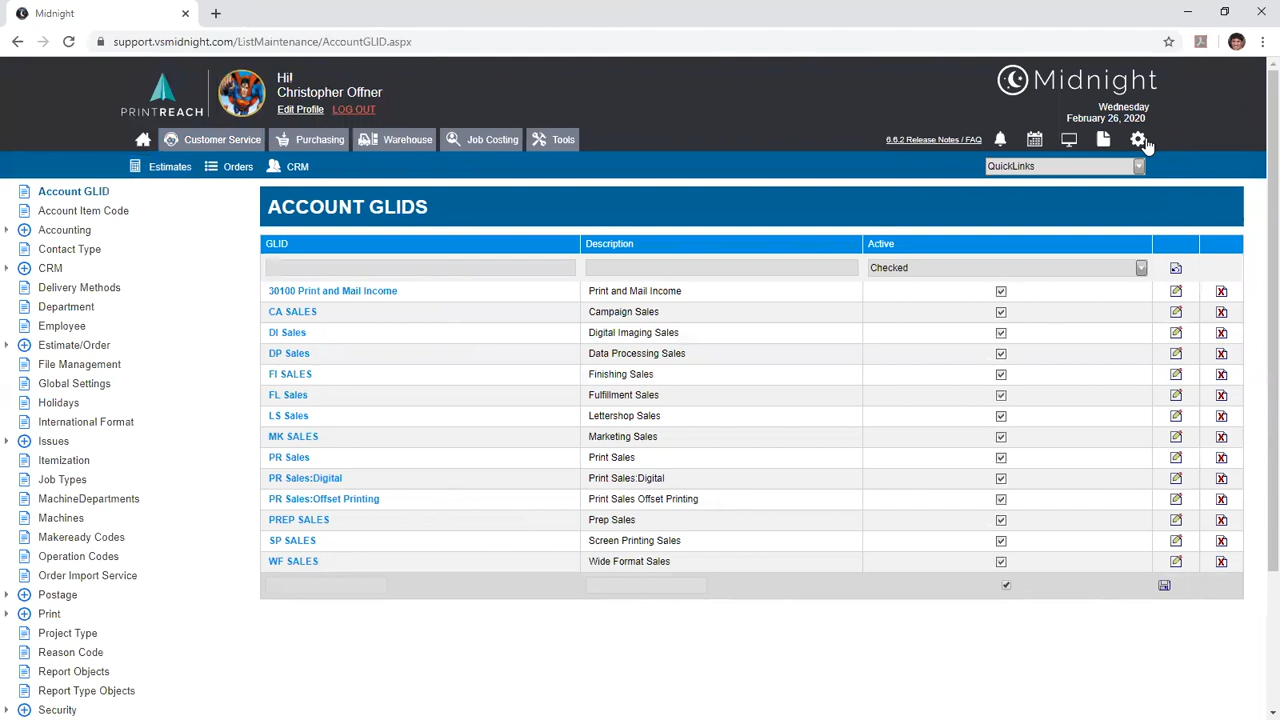 Midnight
support.vsmidnight.com/ListMaintenance/AccountGLID.aspx
PRINTREACH
Hi!
Christopher Offner
Edit Profile LOG OUT
Midnight
Wednesday
February 26, 2020
Customer Service Purchasing Warehouse Job Costing Tools
6.6.2 Release Notes / FAQ
Estimates Orders CRM
QuickLinks
Account GLID
Account Item Code
Accounting
Contact Type
CRM
Delivery Methods
Department
Employee
Estimate/Order
File Management
Global Settings
Holidays
International Format
Issues
Itemization
Job Types
MachineDepartments
Machines
Makeready Codes
Operation Codes
Order Import Service
Postage
Print
Project Type
Reason Code
Report Objects
Report Type Objects
Security
ACCOUNT GLIDS
GLID Description Active
Checked
30100 Print and Mail Income Print and Mail Income
CA SALES Campaign Sales
DI Sales Digital Imaging Sales
DP Sales Data Processing Sales
FI SALES Finishing Sales
FL Sales Fulfillment Sales
LS Sales Lettershop Sales
MK SALES Marketing Sales
PR Sales Print Sales
PR Sales:Digital Print Sales:Digital
PR Sales:Offset Printing Print Sales Offset Printing
PREP SALES Prep Sales
SP SALES Screen Printing Sales
WF SALES Wide Format Sales